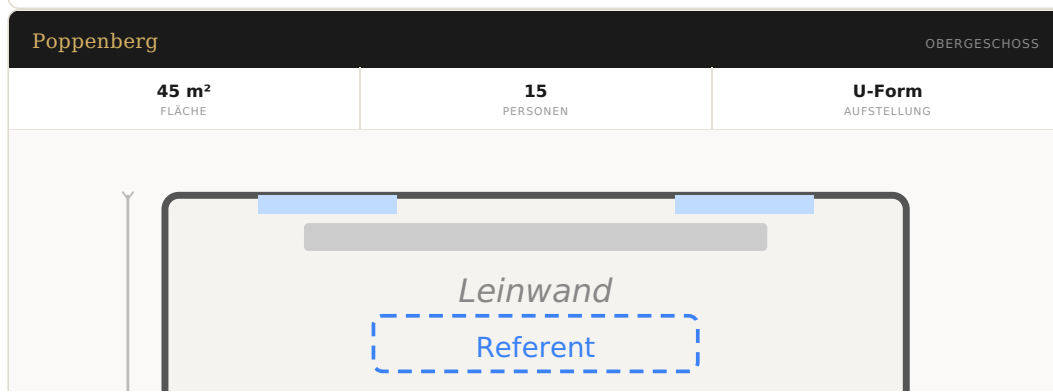 Poppenberg
OBERGESCHOSS
45 m²
FLÄCHE
15
PERSONEN
U-Form
AUFSTELLUNG
Leinwand
Referent